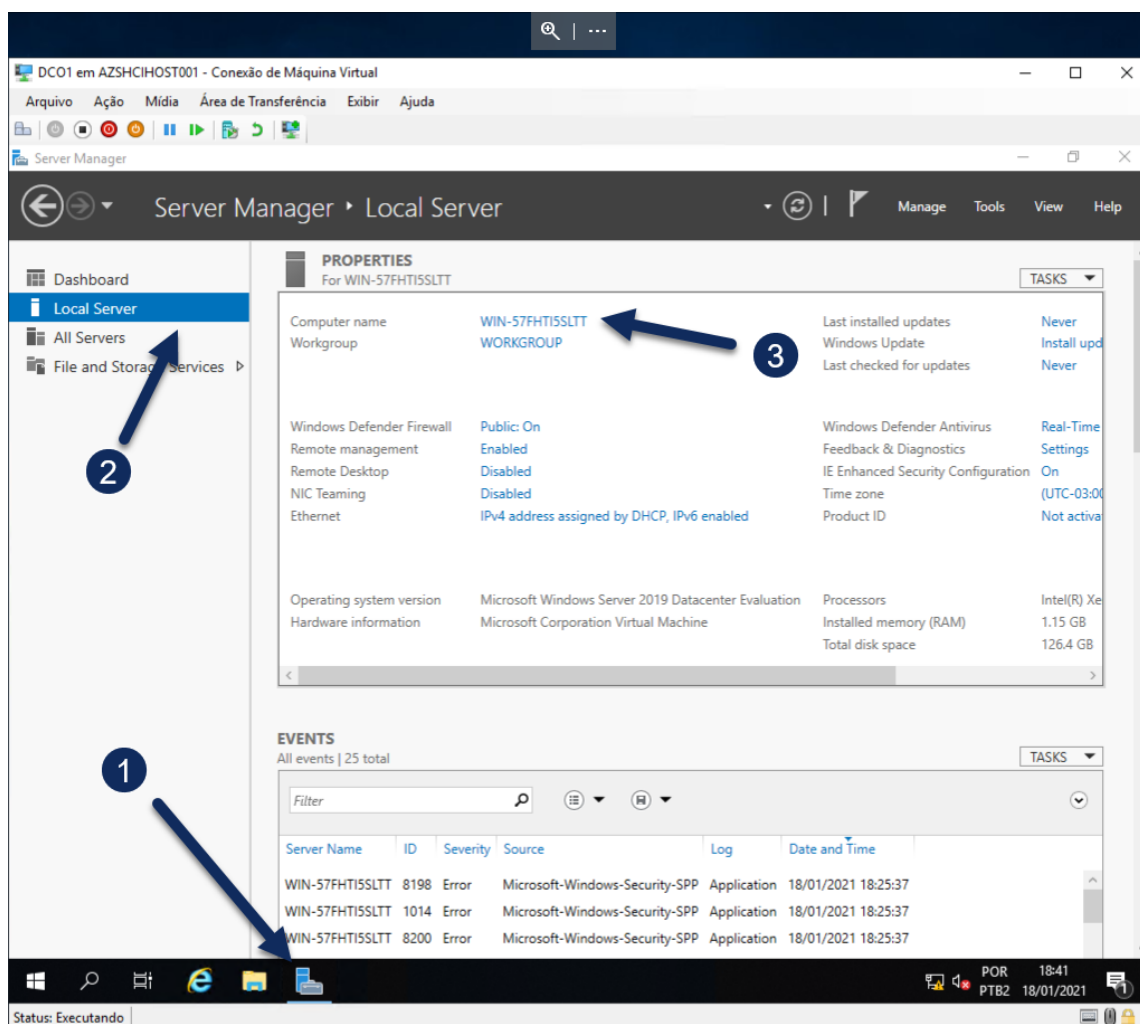 DCO1 em AZSHCIHOST001 - Conexão de Máquina Virtual
Arquivo Ação Mídia Área de Transferência Exibir Ajuda
Server Manager
Server Manager Local Server
Manage Tools View Help
Dashboard
Local Server
All Servers
File and Storage Services
PROPERTIES
For WIN-57FHTI5SLTT
TASKS
Computer name WIN-57FHTI5SLTT Last installed updates Never
Workgroup WORKGROUP Windows Update Install upd
Last checked for updates Never
3
Windows Defender Firewall Public: On Windows Defender Antivirus Real-Time
Remote management Enabled Feedback & Diagnostics Settings
Remote Desktop Disabled IE Enhanced Security Configuration On
2
NIC Teaming Disabled Time zone (UTC-03:00
Ethernet IPv4 address assigned by DHCP, IPv6 enabled Product ID Not activa
Operating system version Microsoft Windows Server 2019 Datacenter Evaluation Processors Intel(R) Xe
Hardware information Microsoft Corporation Virtual Machine Installed memory (RAM) 1.15 GB
Total disk space 126.4 GB
EVENTS
All events | 25 total
TASKS
1
Filter
Server Name ID Severity Source Log Date and Time
WIN-57FHTI5SLTT 8198 Error Microsoft-Windows-Security-SPP Application 18/01/2021 18:25:37
WIN-57FHTI5SLTT 1014 Error Microsoft-Windows-Security-SPP Application 18/01/2021 18:25:37
WIN-57FHTI5SLTT 8200 Error Microsoft-Windows-Security-SPP Application 18/01/2021 18:25:37
POR 18:41
PTB2 18/01/2021
1
Status: Executando